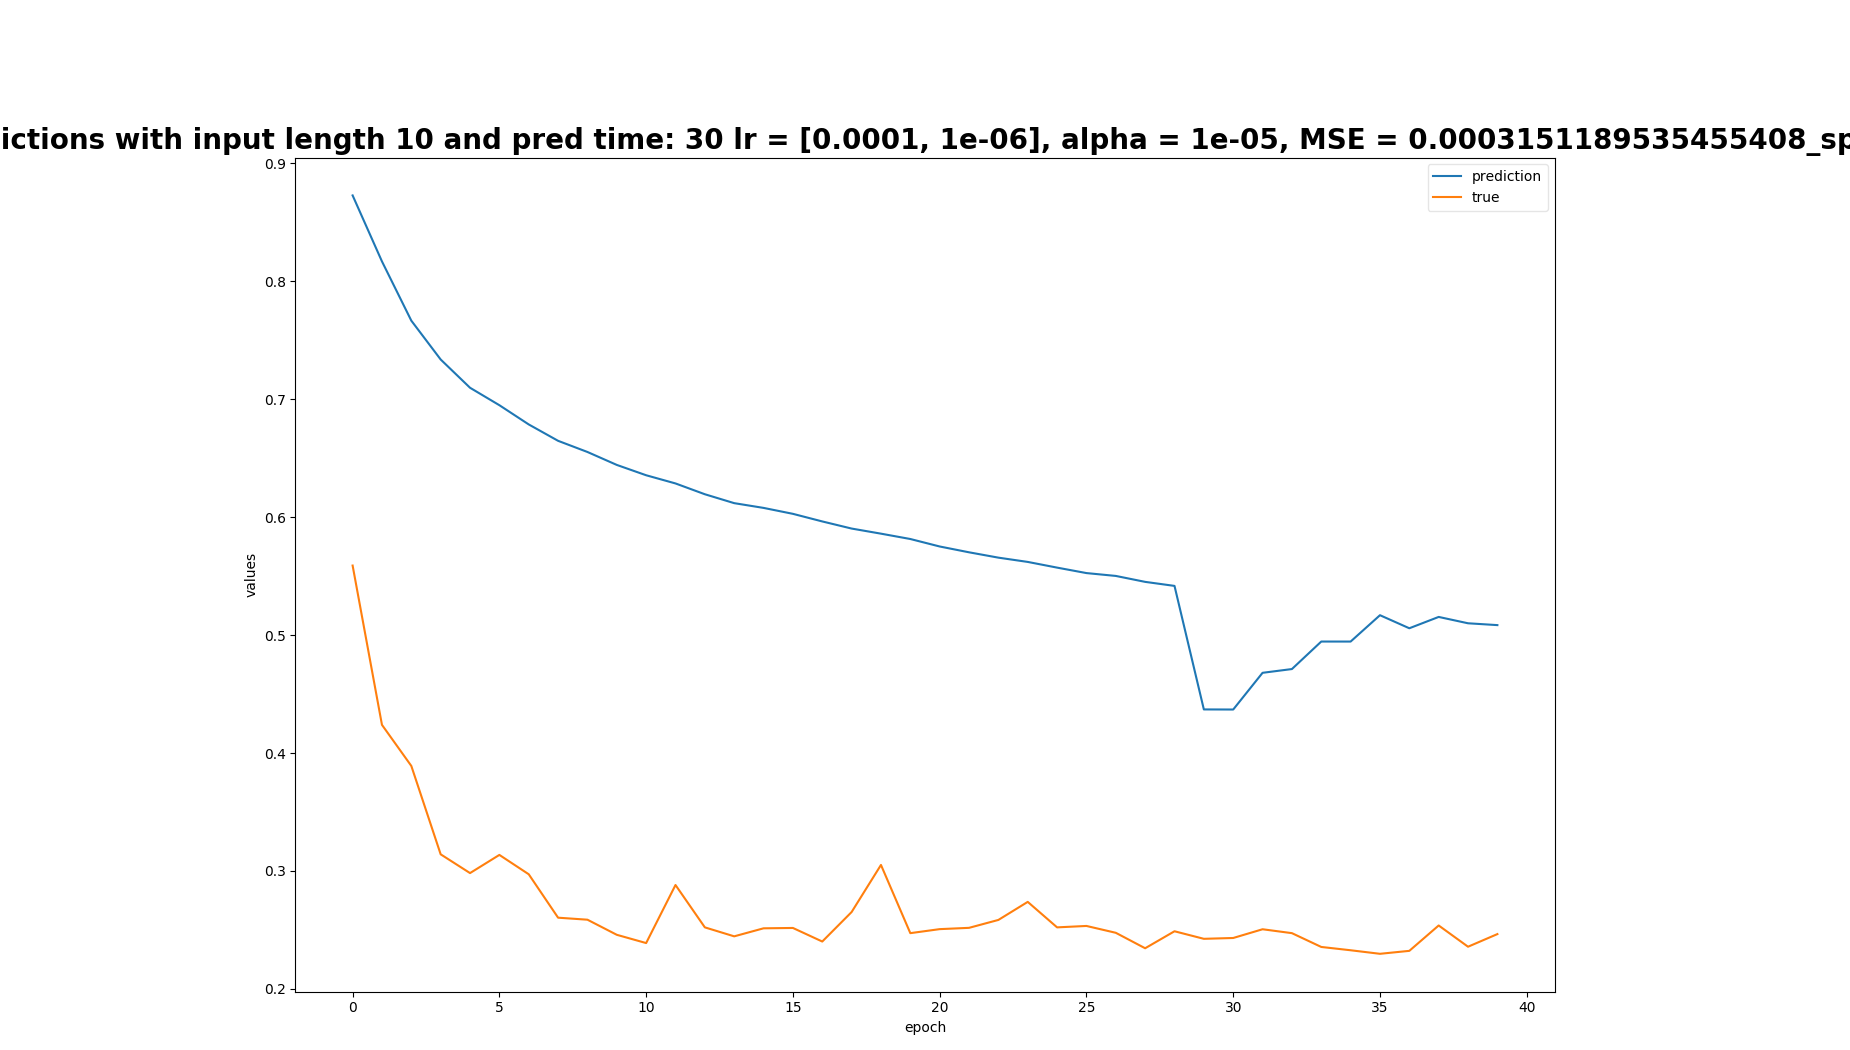 ictions with input length 10 and pred time: 30 lr = [0.0001, 1e-06], alpha = 1e-05, MSE = 0.0003151189535455408_sp
prediction
true
0.9
0.8
0.7
0.6
0.5
0.4
0.3
0.2
values
0 5 10 15 20 25 30 35 40
epoch